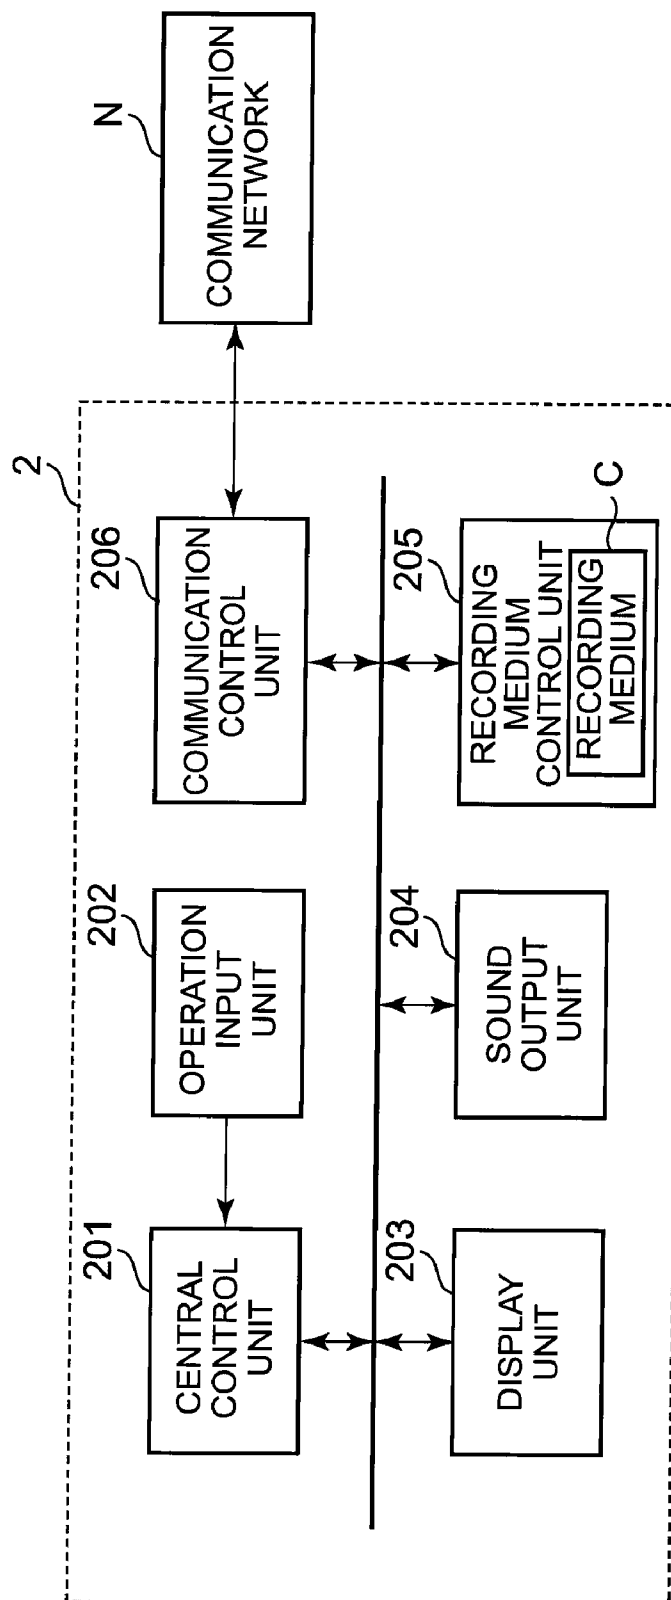 2
201
CENTRAL
CONTROL
UNIT
202
OPERATION
INPUT
UNIT
206
COMMUNICATION
CONTROL
UNIT
N
COMMUNICATION
NETWORK
203
DISPLAY
UNIT
204
SOUND
OUTPUT
UNIT
205
RECORDING
MEDIUM
CONTROL UNIT
C
RECORDING
MEDIUM